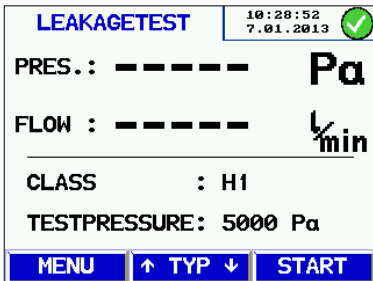 LEAKAGETEST
10:28:52
7.01.2013
PRES.: ----- Pa
FLOW : ----- l/min
CLASS : H1
TESTPRESSURE: 5000 Pa
MENU ↑ TYP ↓ START